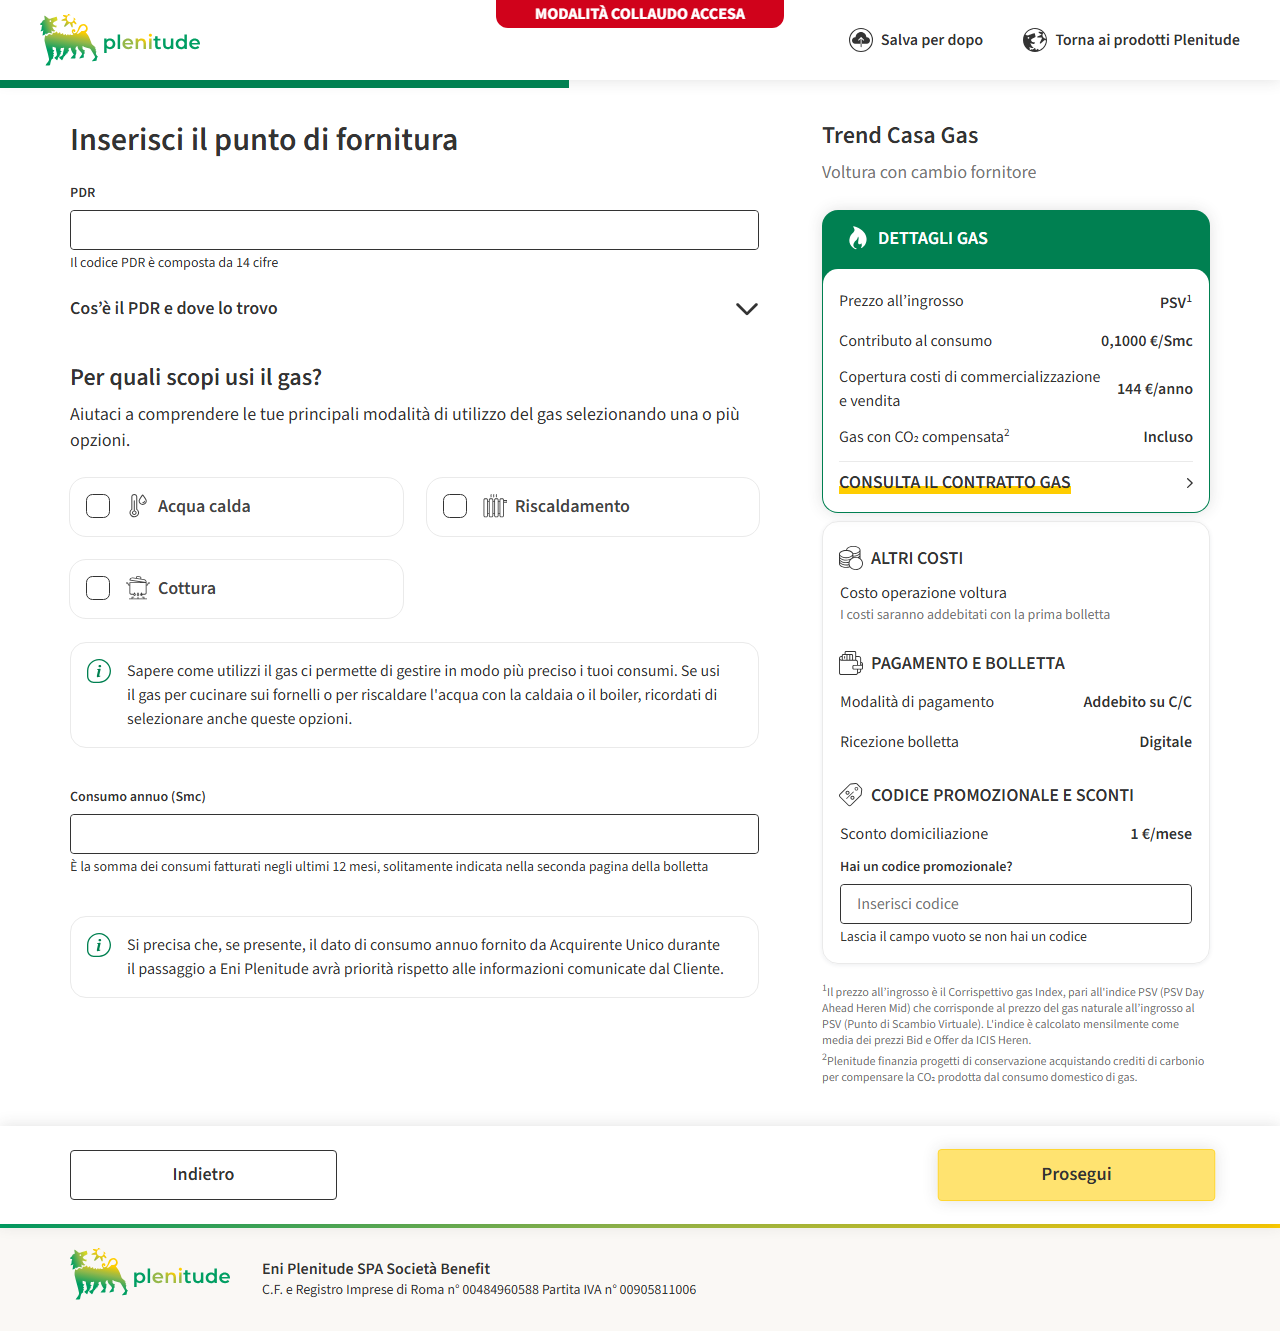 MODALITÀ COLLAUDO ACCESA
plenitude
Salva per dopo
Torna ai prodotti Plenitude
Inserisci il punto di fornitura
PDR
Il codice PDR è composta da 14 cifre
Cos’è il PDR e dove lo trovo
Per quali scopi usi il gas?
Aiutaci a comprendere le tue principali modalità di utilizzo del gas selezionando una o più
opzioni.
Acqua calda
Riscaldamento
Cottura
i
Sapere come utilizzi il gas ci permette di gestire in modo più preciso i tuoi consumi. Se usi
il gas per cucinare sui fornelli o per riscaldare l'acqua con la caldaia o il boiler, ricordati di
selezionare anche queste opzioni.
Consumo annuo (Smc)
È la somma dei consumi fatturati negli ultimi 12 mesi, solitamente indicata nella seconda pagina della bolletta
i
Si precisa che, se presente, il dato di consumo annuo fornito da Acquirente Unico durante
il passaggio a Eni Plenitude avrà priorità rispetto alle informazioni comunicate dal Cliente.
Trend Casa Gas
Voltura con cambio fornitore
DETTAGLI GAS
Prezzo all’ingrosso PSV¹
Contributo al consumo 0,1000 €/Smc
Copertura costi di commercializzazione
e vendita 144 €/anno
Gas con CO₂ compensata² Incluso
CONSULTA IL CONTRATTO GAS
ALTRI COSTI
Costo operazione voltura
I costi saranno addebitati con la prima bolletta
PAGAMENTO E BOLLETTA
Modalità di pagamento Addebito su C/C
Ricezione bolletta Digitale
CODICE PROMOZIONALE E SCONTI
Sconto domiciliazione 1 €/mese
Hai un codice promozionale?
Inserisci codice
Lascia il campo vuoto se non hai un codice
¹Il prezzo all’ingrosso è il Corrispettivo gas Index, pari all’indice PSV (PSV Day
Ahead Heren Mid) che corrisponde al prezzo del gas naturale all’ingrosso al
PSV (Punto di Scambio Virtuale). L'indice è calcolato mensilmente come
media dei prezzi Bid e Offer da ICIS Heren.
²Plenitude finanzia progetti di conservazione acquistando crediti di carbonio
per compensare la CO₂ prodotta dal consumo domestico di gas.
Indietro
Prosegui
plenitude
Eni Plenitude SPA Società Benefit
C.F. e Registro Imprese di Roma n° 00484960588 Partita IVA n° 00905811006